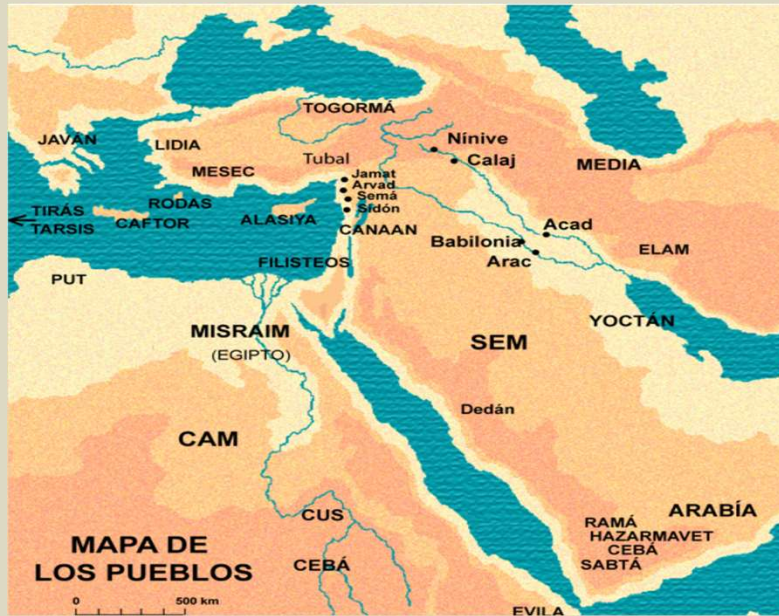 TOGORMÁ
JAVÁN
LIDIA
Nínive
Calaj
MESEC
Tubal
MEDIA
Jamat
Arvad
Semá
Sidón
TIRÁS
TARSIS
RODAS
CAFTOR
ALASIYA
CANAAN
Acad
Babilonia
Arac
ELAM
FILISTEOS
PUT
MISRAIM
(EGIPTO)
SEM
YOCTÁN
Dedán
CAM
CUS
CEBÁ
ARABÍA
RAMÁ
HAZARMAVET
CEBÁ
SABTÁ
EVILA
MAPA DE
LOS PUEBLOS
0 500 km